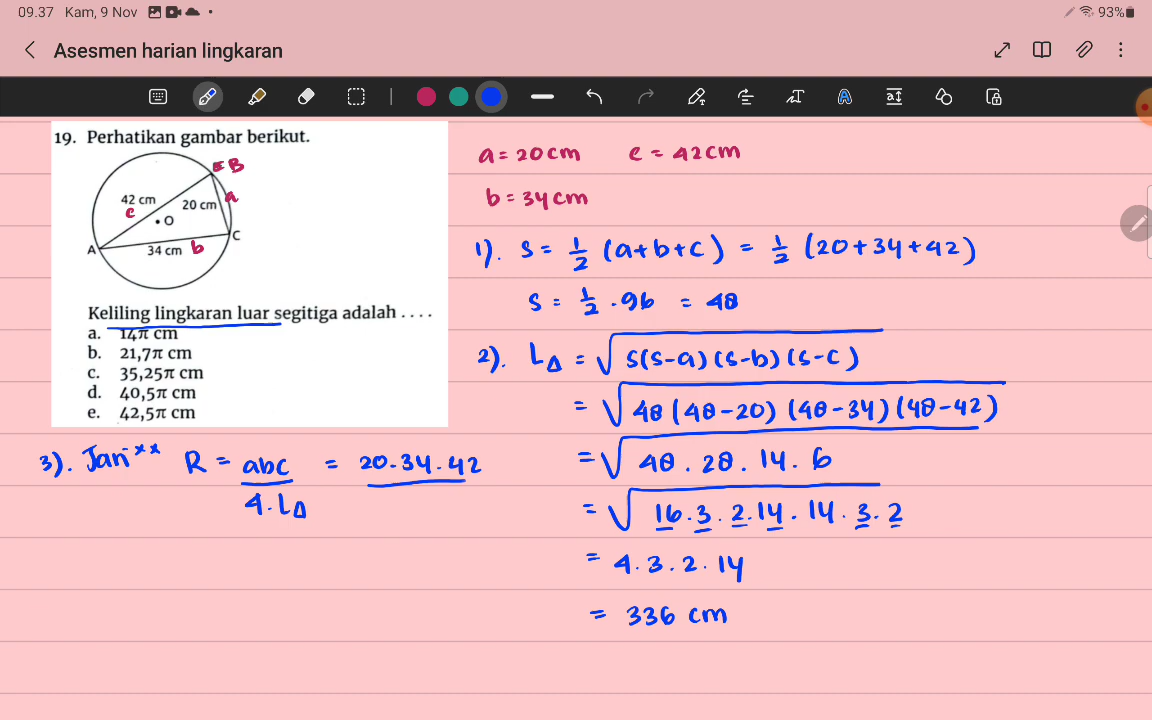 09.37 Kam, 9 Nov
93%
Asesmen harian lingkaran
19. Perhatikan gambar berikut.
B
42 cm
c
20 cm
a
O
A
C
34 cm b
Keliling lingkaran luar segitiga adalah ....
a. 14π cm
b. 21,7π cm
c. 35,25π cm
d. 40,5π cm
e. 42,5π cm
3). Jari** R = abc / 4.L∆ = 20.34.42
a = 20 cm c = 42 cm
b = 34 cm
1). S = 1/2 (a+b+c) = 1/2 (20+34+42)
S = 1/2 . 96 = 48
2). L∆ = √s(s-a)(s-b)(s-c)
= √48(48-20)(48-34)(48-42)
= √48.28.14.6
= √16.3.2.14.14.3.2
= 4.3.2.14
= 336 cm